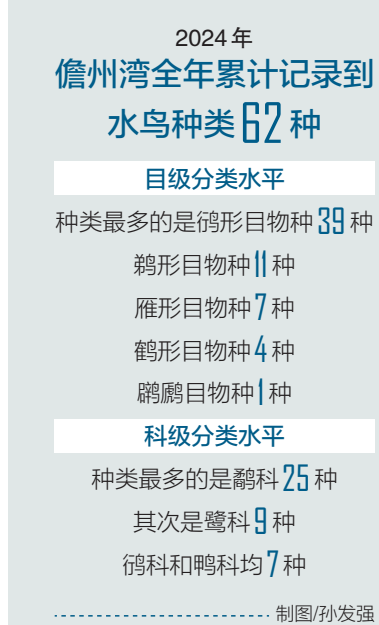 2024年
儋州湾全年累计记录到
水鸟种类62种
目级分类水平
种类最多的是鸻形目物种39种
鹈形目物种11种
雁形目物种7种
鹤形目物种4种
䴙䴘目物种1种
科级分类水平
种类最多的是鹬科25种
其次是鹭科9种
鸻科和鸭科均7种
制图/孙发强